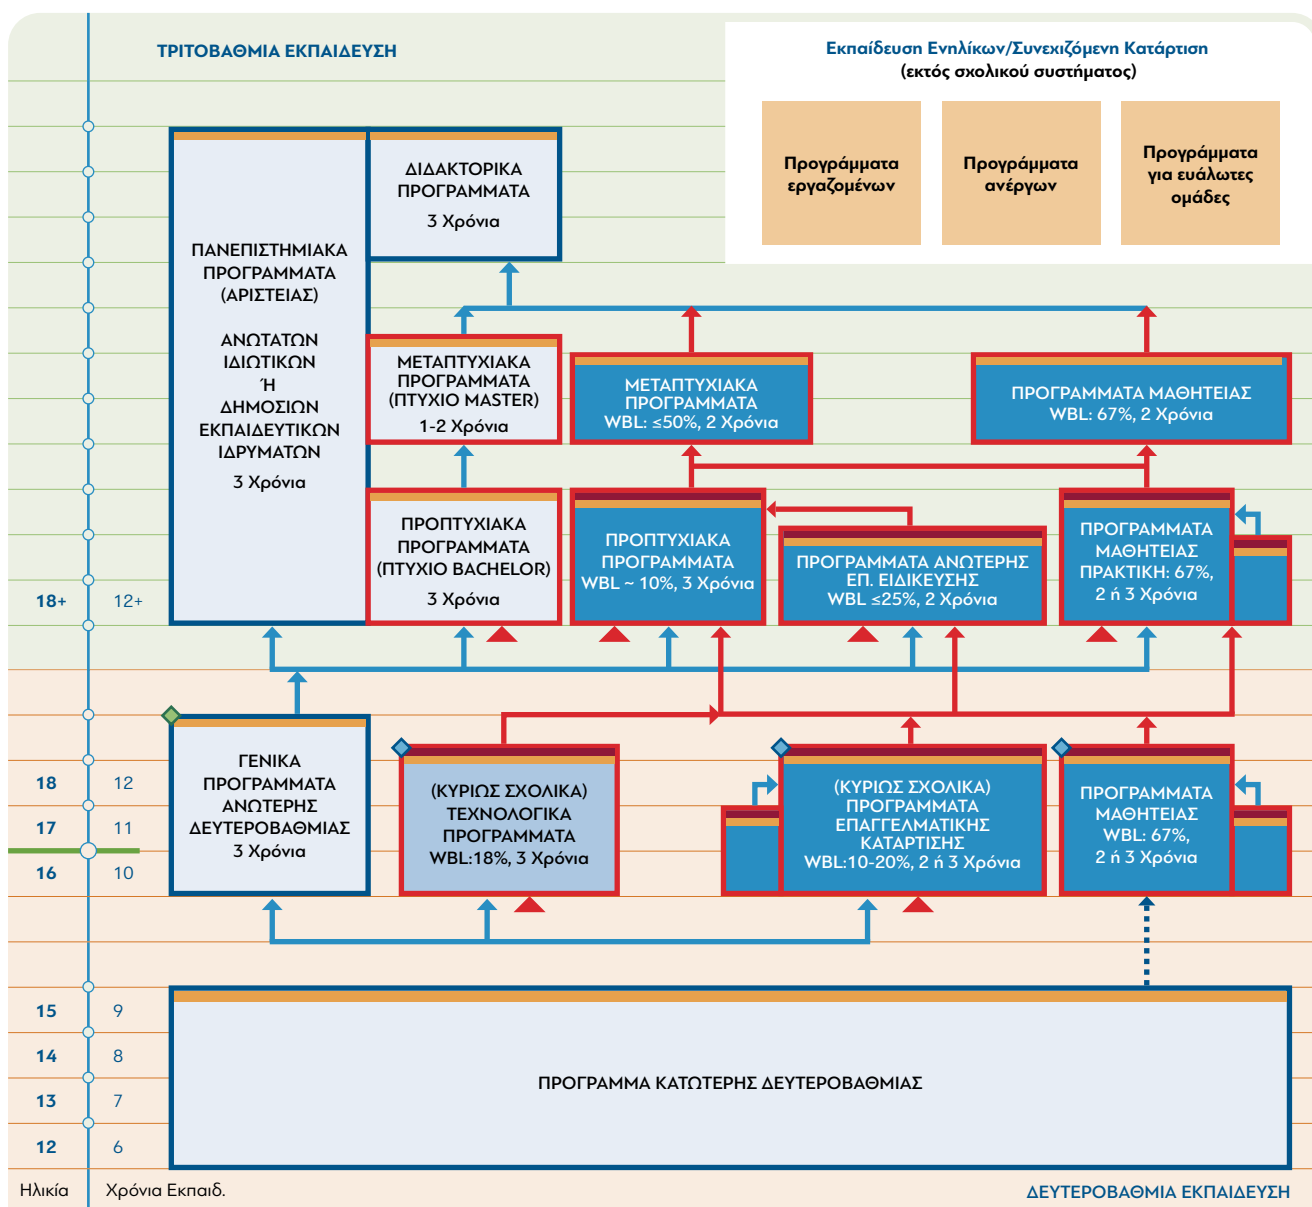 ΤΡΙΤΟΒΑΘΜΙΑ ΕΚΠΑΙΔΕΥΣΗ
Εκπαίδευση Ενηλίκων/Συνεχιζόμενη Κατάρτιση
(εκτός σχολικού συστήματος)
Προγράμματα
εργαζομένων
Προγράμματα
ανέργων
Προγράμματα
για ευάλωτες
ομάδες
ΔΙΔΑΚΤΟΡΙΚΑ
ΠΡΟΓΡΑΜΜΑΤΑ
3 Χρόνια
ΠΑΝΕΠΙΣΤΗΜΙΑΚΑ
ΠΡΟΓΡΑΜΜΑΤΑ
(ΑΡΙΣΤΕΙΑΣ)
ΑΝΩΤΑΤΩΝ
ΙΔΙΩΤΙΚΩΝ
Ή
ΔΗΜΟΣΙΩΝ
ΕΚΠΑΙΔΕΥΤΙΚΩΝ
ΙΔΡΥΜΑΤΩΝ
3 Χρόνια
ΜΕΤΑΠΤΥΧΙΑΚΑ
ΠΡΟΓΡΑΜΜΑΤΑ
(ΠΤΥΧΙΟ MASTER)
1-2 Χρόνια
ΜΕΤΑΠΤΥΧΙΑΚΑ
ΠΡΟΓΡΑΜΜΑΤΑ
WBL: ≤50%, 2 Χρόνια
ΠΡΟΓΡΑΜΜΑΤΑ ΜΑΘΗΤΕΙΑΣ
WBL: 67%, 2 Χρόνια
ΠΡΟΠΤΥΧΙΑΚΑ
ΠΡΟΓΡΑΜΜΑΤΑ
(ΠΤΥΧΙΟ BACHELOR)
3 Χρόνια
ΠΡΟΠΤΥΧΙΑΚΑ
ΠΡΟΓΡΑΜΜΑΤΑ
WBL ~ 10%, 3 Χρόνια
ΠΡΟΓΡΑΜΜΑΤΑ ΑΝΩΤΕΡΗΣ
ΕΠ. ΕΙΔΙΚΕΥΣΗΣ
WBL ≤25%, 2 Χρόνια
ΠΡΟΓΡΑΜΜΑΤΑ
ΜΑΘΗΤΕΙΑΣ
ΠΡΑΚΤΙΚΗ: 67%,
2 ή 3 Χρόνια
18+ 12+
ΓΕΝΙΚΑ
ΠΡΟΓΡΑΜΜΑΤΑ
ΑΝΩΤΕΡΗΣ
ΔΕΥΤΕΡΟΒΑΘΜΙΑΣ
3 Χρόνια
(ΚΥΡΙΩΣ ΣΧΟΛΙΚΑ)
ΤΕΧΝΟΛΟΓΙΚΑ
ΠΡΟΓΡΑΜΜΑΤΑ
WBL:18%, 3 Χρόνια
(ΚΥΡΙΩΣ ΣΧΟΛΙΚΑ)
ΠΡΟΓΡΑΜΜΑΤΑ
ΕΠΑΓΓΕΛΜΑΤΙΚΗΣ
ΚΑΤΑΡΤΙΣΗΣ
WBL:10-20%, 2 ή 3 Χρόνια
ΠΡΟΓΡΑΜΜΑΤΑ
ΜΑΘΗΤΕΙΑΣ
WBL: 67%,
2 ή 3 Χρόνια
18 12
17 11
16 10
15 9
14 8
13 7
12 6
ΠΡΟΓΡΑΜΜΑ ΚΑΤΩΤΕΡΗΣ ΔΕΥΤΕΡΟΒΑΘΜΙΑΣ
Ηλικία Χρόνια Εκπαιδ.
ΔΕΥΤΕΡΟΒΑΘΜΙΑ ΕΚΠΑΙΔΕΥΣΗ